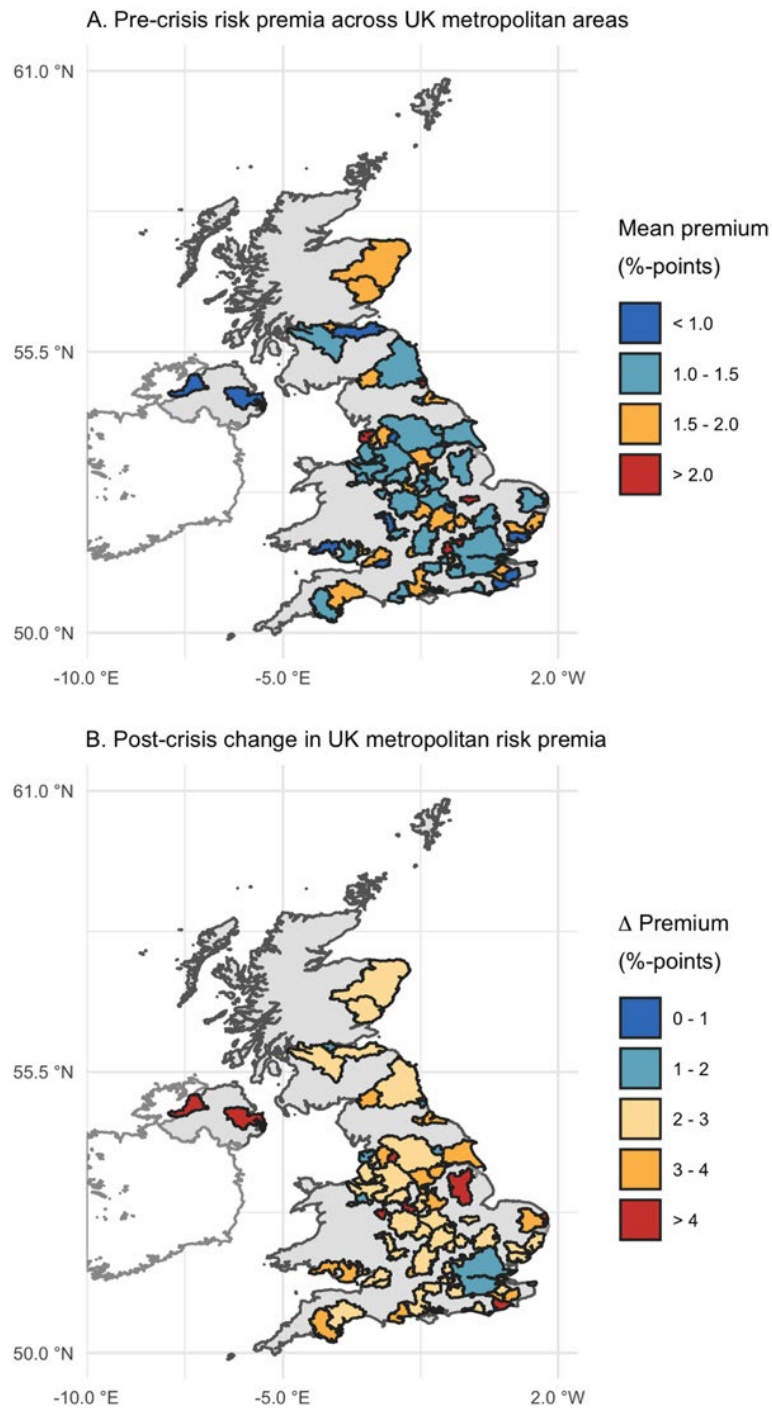 A. Pre-crisis risk premia across UK metropolitan areas
61.0 °N
55.5 °N
50.0 °N
-10.0 °E
-5.0 °E
2.0 °W
Mean premium
(%-points)
< 1.0
1.0 - 1.5
1.5 - 2.0
> 2.0
B. Post-crisis change in UK metropolitan risk premia
61.0 °N
55.5 °N
50.0 °N
-10.0 °E
-5.0 °E
2.0 °W
Δ Premium
(%-points)
0 - 1
1 - 2
2 - 3
3 - 4
> 4